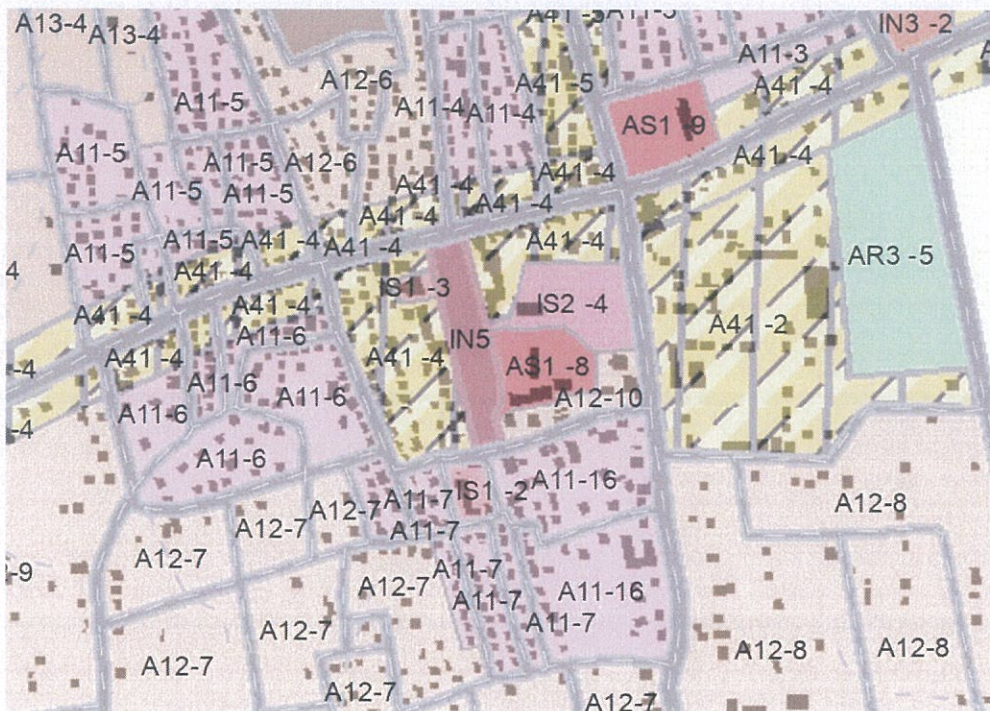 A13-4
A13-4
A41 -5
A11-5
IN3 -2
A11-3
A12-6
A41 -5
A41 -4
A11-5
A11-4
A11-4
AS1 -9
A11-5
A11-5
A12-6
A41 -4
A41 -4
A11-5
A11-5
A41 -4
A41 -4
A41 -4
A11-5
A11-5
A41 -4
A41 -4
A41 -4
AR3 -5
4
A41 -4
IS1 -3
A41 -4
IS2 -4
A41 -4
A11-6
IN5
A41 -2
-4
A41 -4
A41 -4
AS1 -8
A11-6
A11-6
A12-10
A11-6
-4
A11-6
A11-7
IS1 -2
A11-16
A12-7
A12-7
A11-7
A12-8
A12-7
-9
A12-7
A11-7
A11-7
A11-16
A12-7
A11-7
A12-7
A12-8
A12-8
A12-7
A12-7